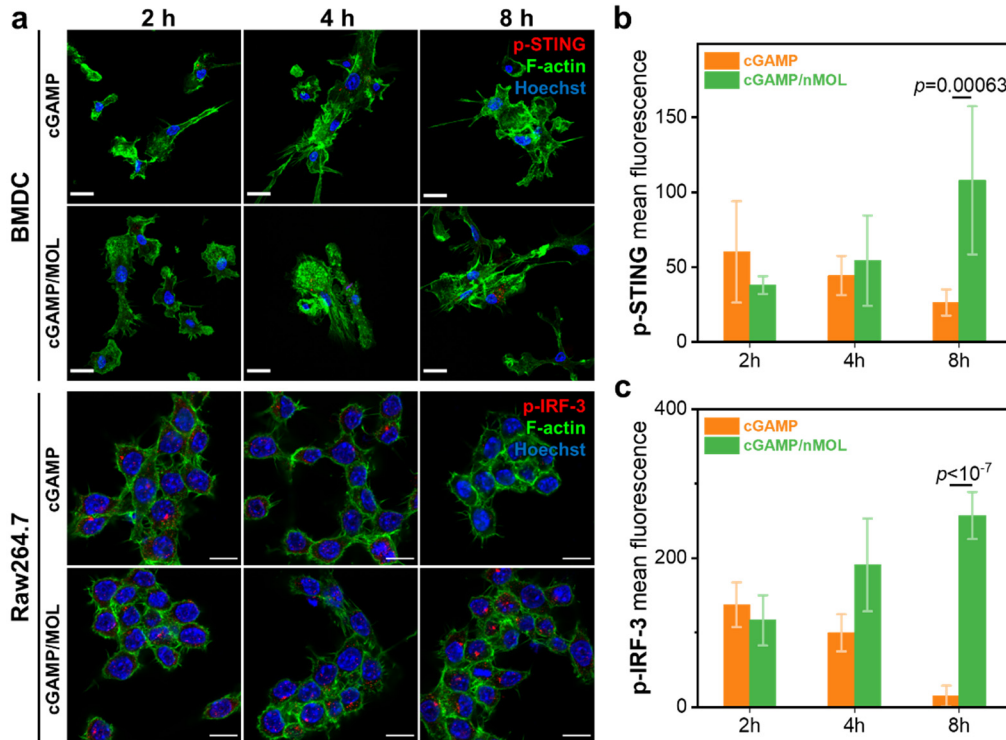 a
2 h
4 h
8 h
BMDC
cGAMP
p-STING
F-actin
Hoechst
cGAMP/MOL
Raw264.7
cGAMP
p-IRF-3
F-actin
Hoechst
cGAMP/MOL
b
p-STING mean fluorescence
150
100
50
0
cGAMP
cGAMP/nMOL
p=0.00063
2h
4h
8h
c
p-IRF-3 mean fluorescence
400
200
0
cGAMP
cGAMP/nMOL
p<10-7
2h
4h
8h